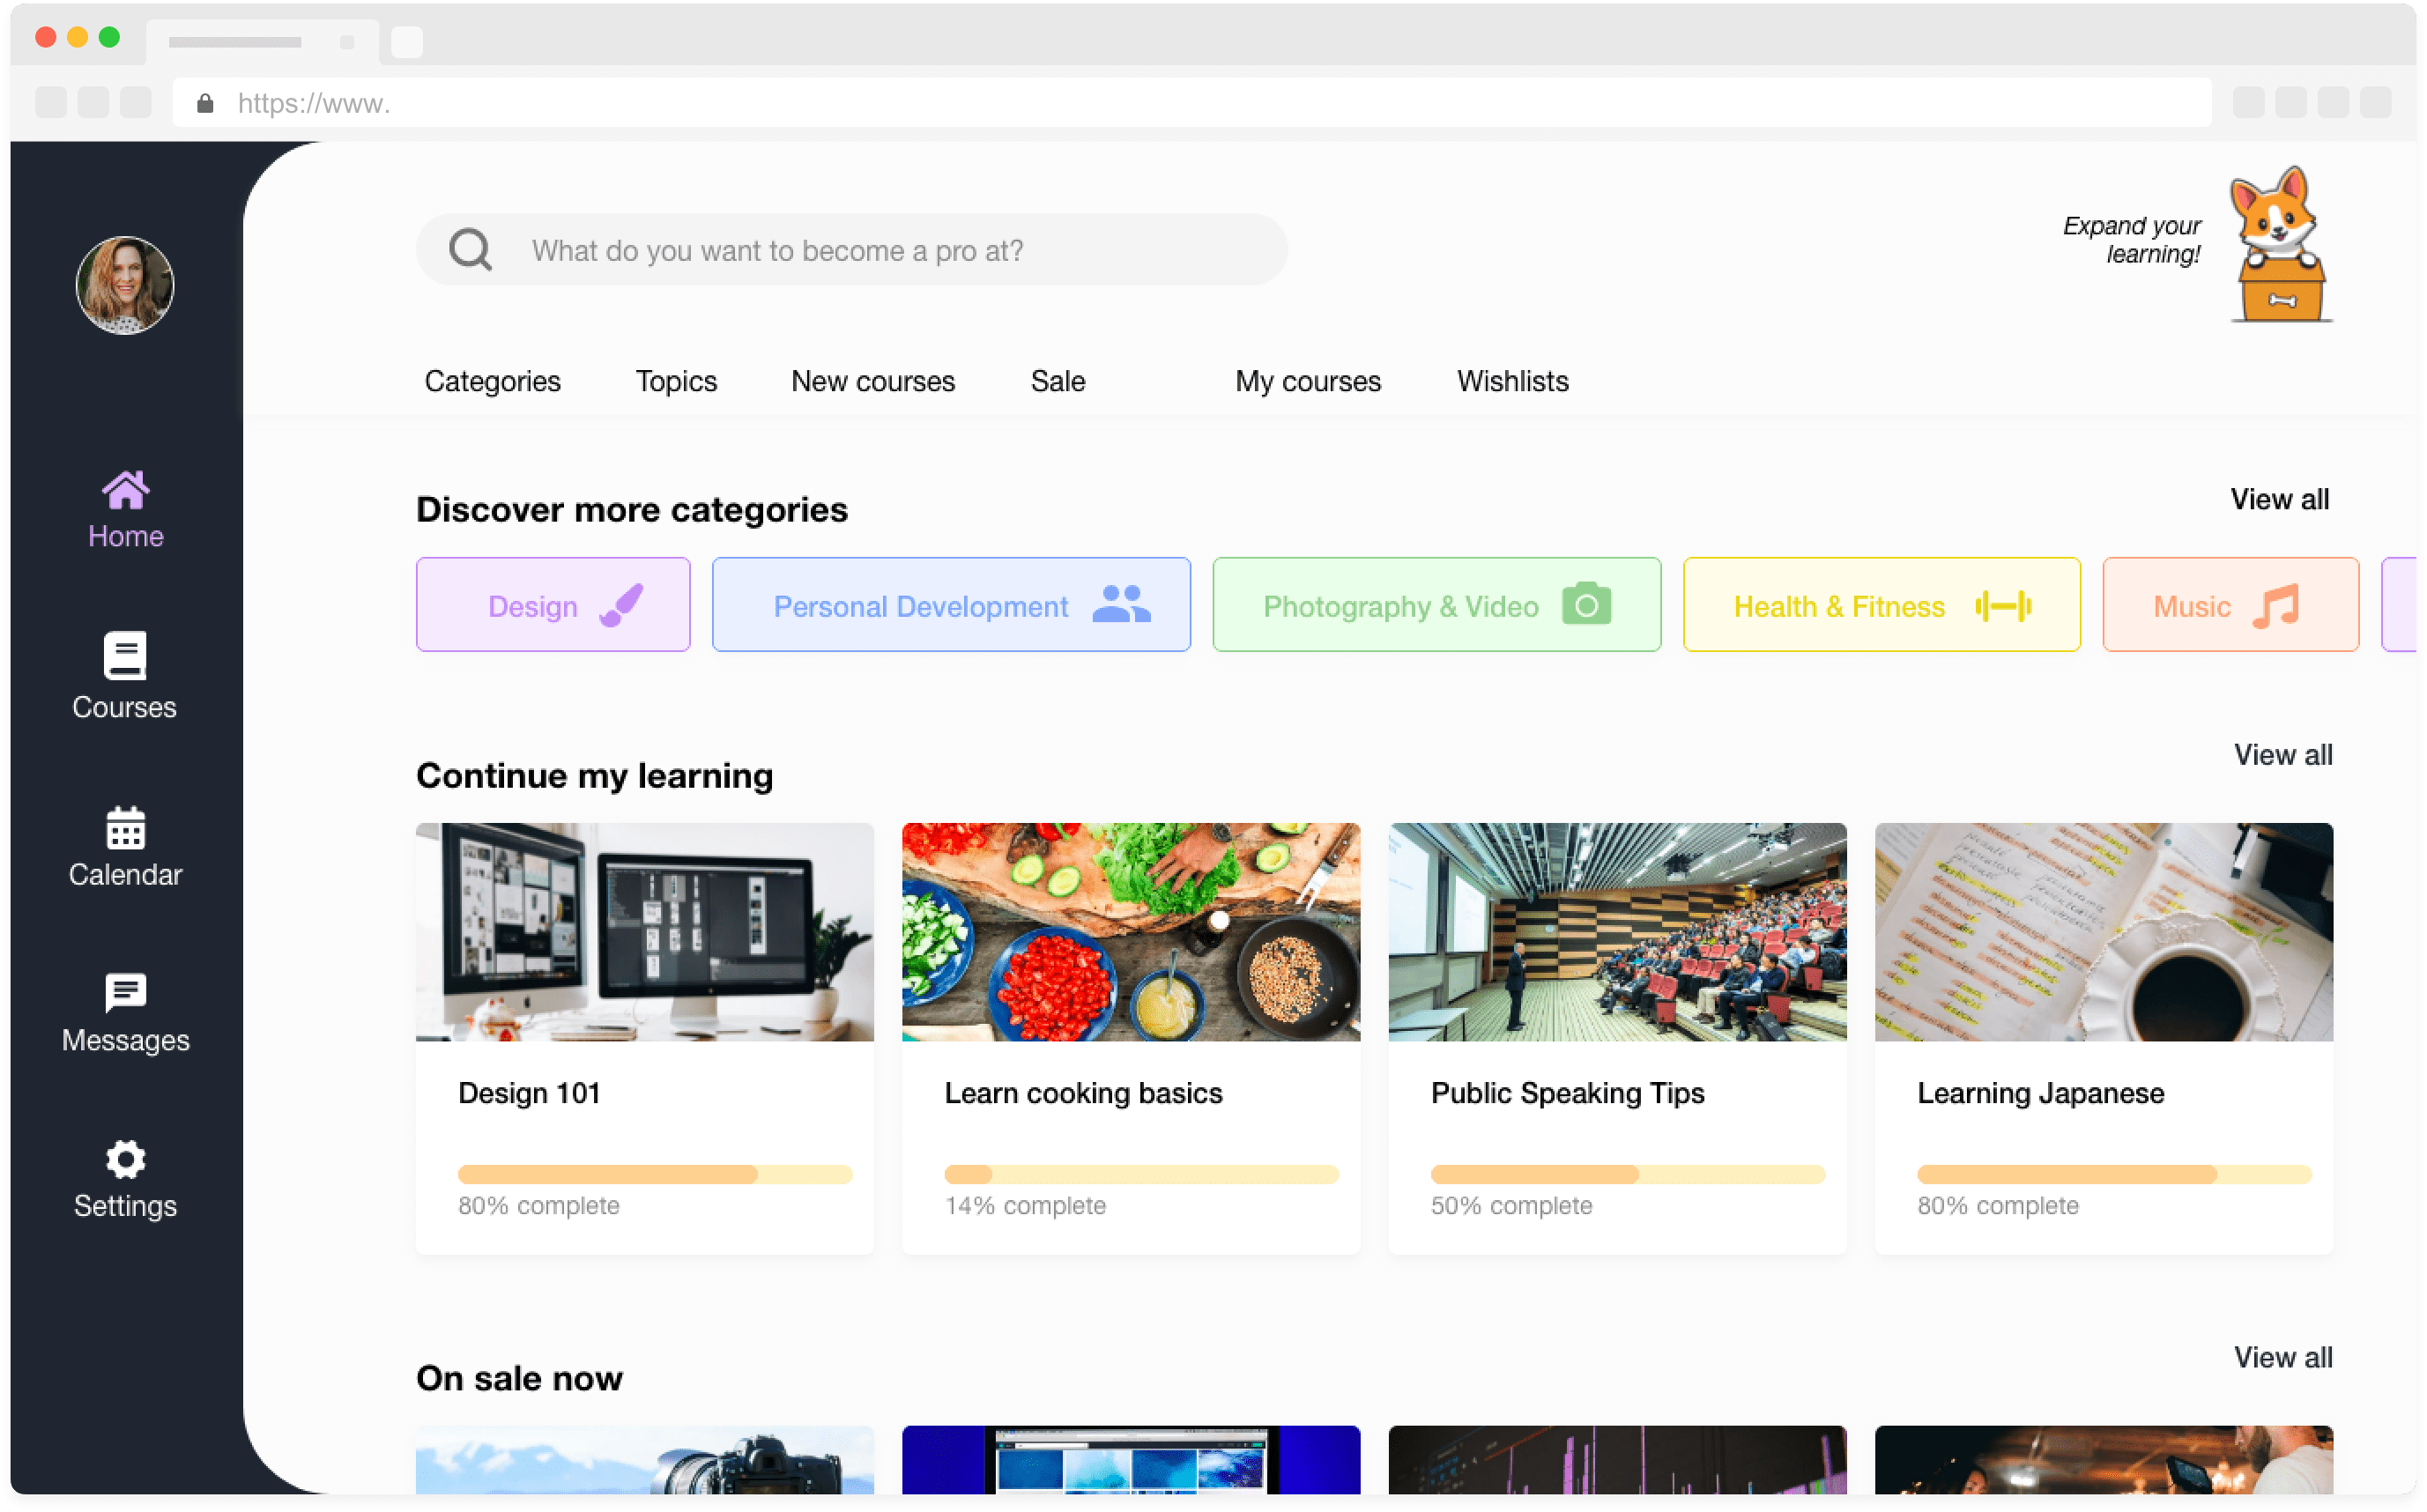 https://www.
What do you want to become a pro at?
Expand your
learning!
Categories
Topics
New courses
Sale
My courses
Wishlists
Home
Courses
Calendar
Messages
Settings
Discover more categories
View all
Design
Personal Development
Photography & Video
Health & Fitness
Music
Continue my learning
View all
Design 101
80% complete
Learn cooking basics
14% complete
Public Speaking Tips
50% complete
Learning Japanese
80% complete
On sale now
View all